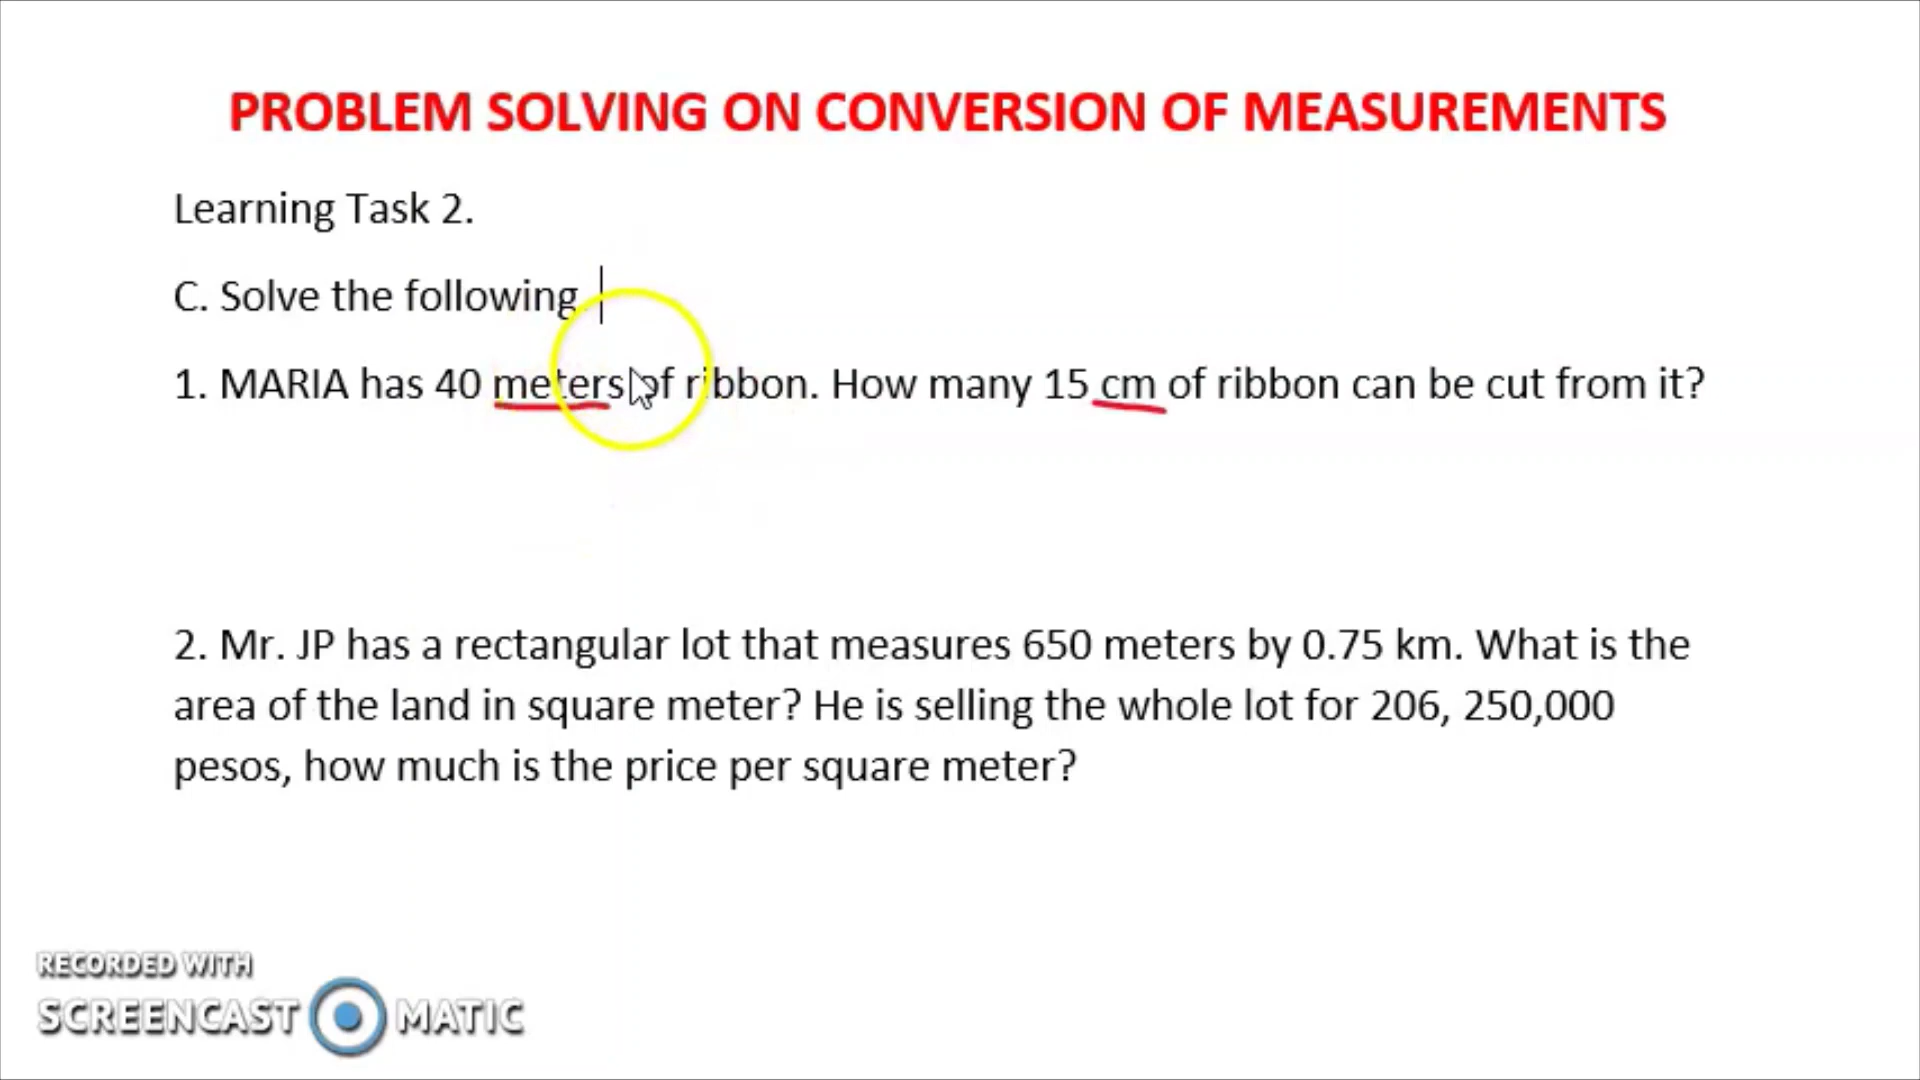 PROBLEM SOLVING ON CONVERSION OF MEASUREMENTS
Learning Task 2.
C. Solve the following
1. MARIA has 40 meters of ribbon. How many 15 cm of ribbon can be cut from it?
2. Mr. JP has a rectangular lot that measures 650 meters by 0.75 km. What is the
area of the land in square meter? He is selling the whole lot for 206, 250,000
pesos, how much is the price per square meter?
RECORDED WITH
SCREENCAST MATIC